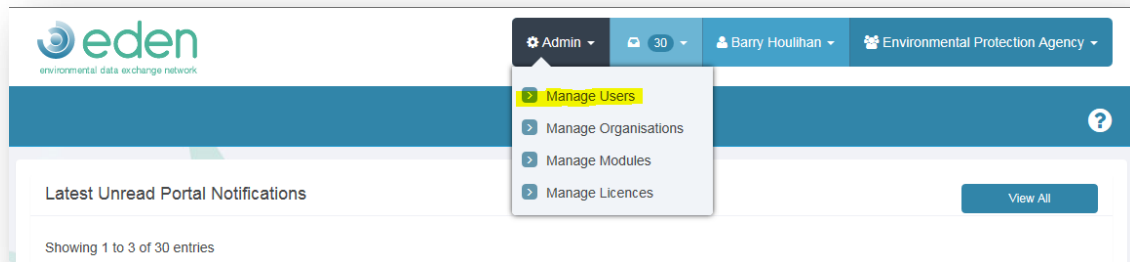 eden
environmental data exchange network
Admin
30
Barry Houlihan
Environmental Protection Agency
Manage Users
Manage Organisations
Manage Modules
Manage Licences
?
Latest Unread Portal Notifications
View All
Showing 1 to 3 of 30 entries